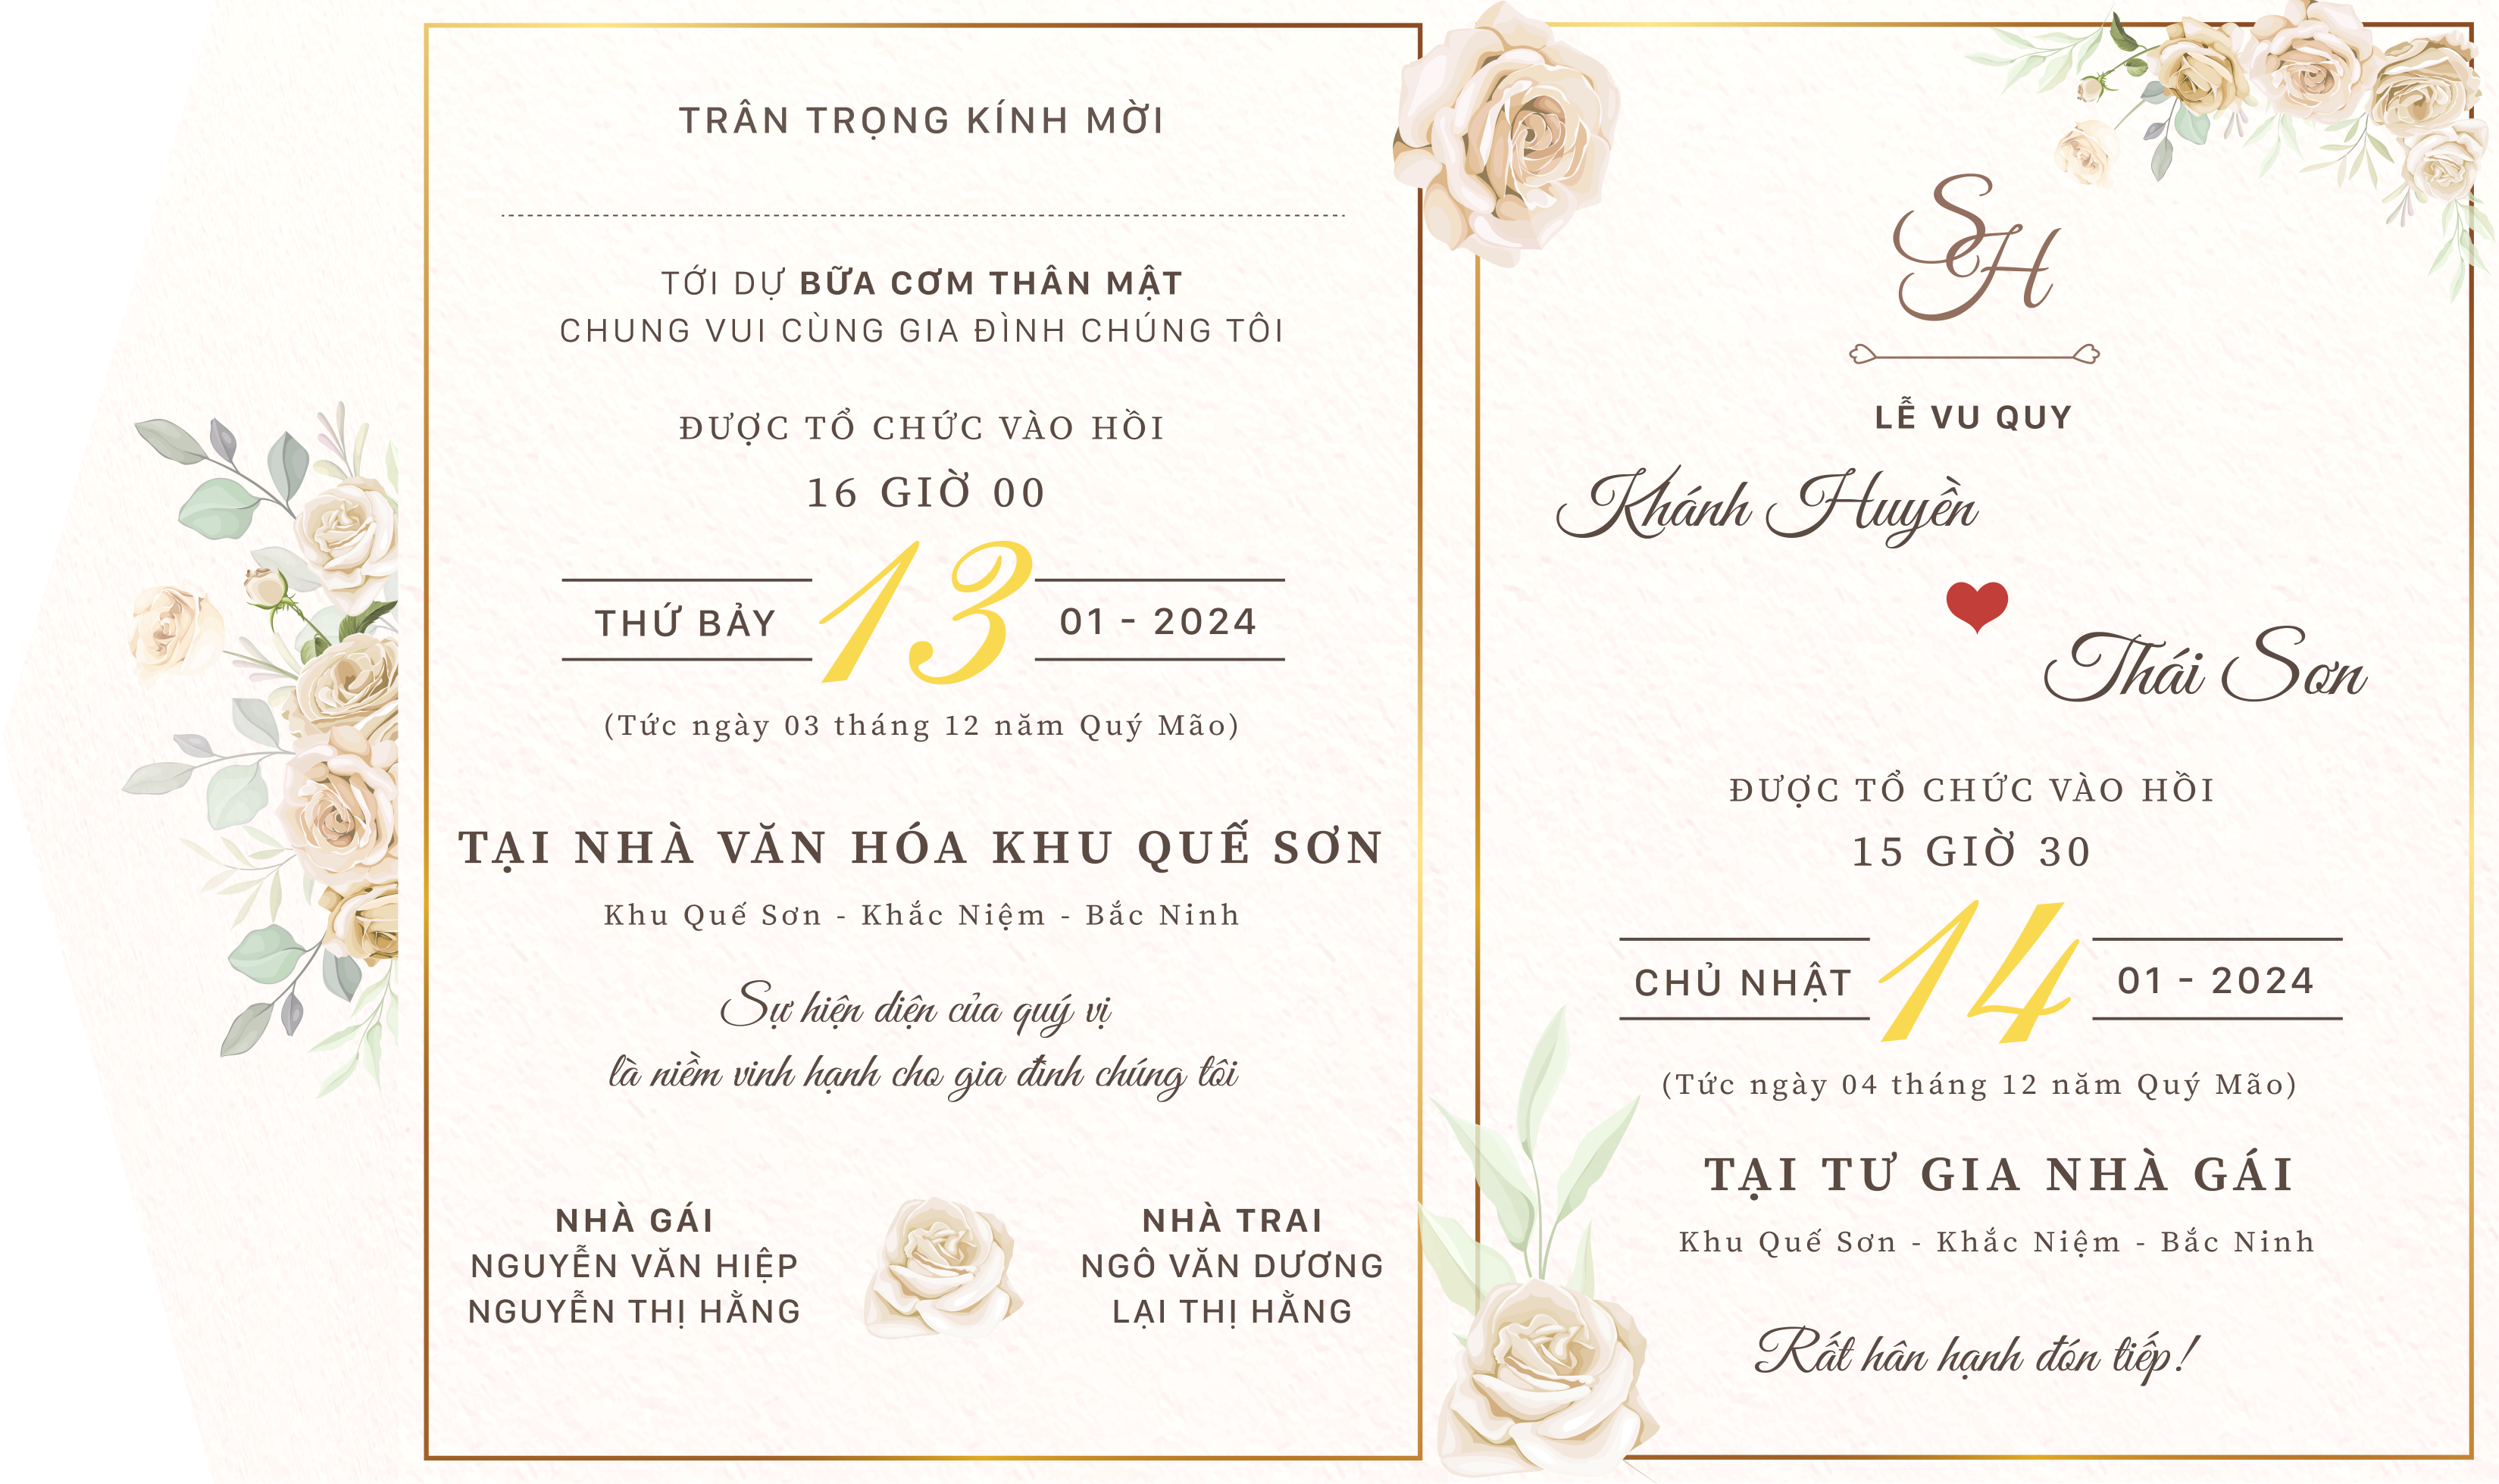 TRÂN TRỌNG KÍNH MỜI
TỚI DỰ BỮA CƠM THÂN MẬT
CHUNG VUI CÙNG GIA ĐÌNH CHÚNG TÔI
ĐƯỢC TỔ CHỨC VÀO HỒI
16 GIỜ 00
THỨ BẢY 13 01 - 2024
(Tức ngày 03 tháng 12 năm Quý Mão)
TẠI NHÀ VĂN HÓA KHU QUẾ SƠN
Khu Quế Sơn - Khắc Niệm - Bắc Ninh
Sự hiện diện của quý vị
là niềm vinh hạnh cho gia đình chúng tôi
NHÀ GÁI
NGUYỄN VĂN HIỆP
NGUYỄN THỊ HẰNG
NHÀ TRAI
NGÔ VĂN DƯƠNG
LẠI THỊ HẰNG
SH
LỄ VU QUY
Khánh Huyền
Thái Sơn
ĐƯỢC TỔ CHỨC VÀO HỒI
15 GIỜ 30
CHỦ NHẬT 14 01 - 2024
(Tức ngày 04 tháng 12 năm Quý Mão)
TẠI TƯ GIA NHÀ GÁI
Khu Quế Sơn - Khắc Niệm - Bắc Ninh
Rất hân hạnh đón tiếp!